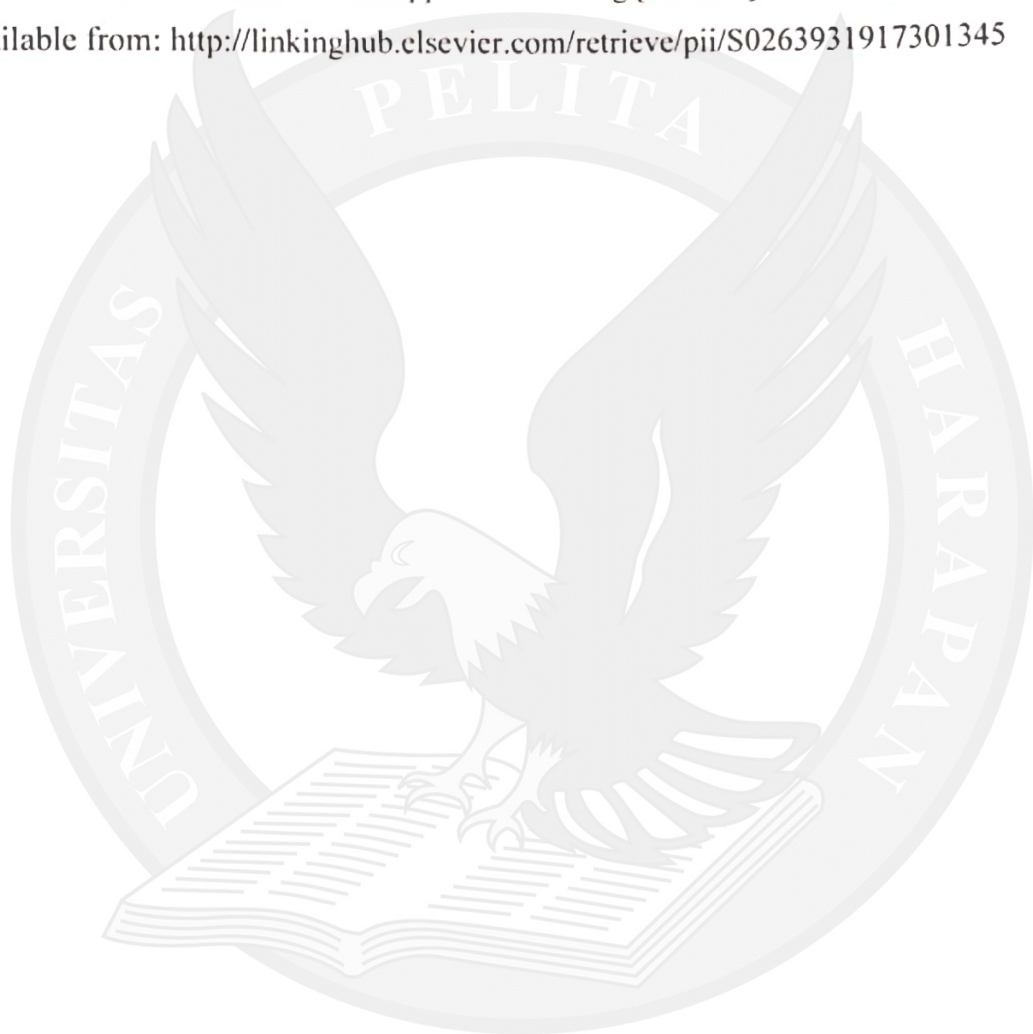 ilable from: http://linkinghub.elsevier.com/retrieve/pii/S0263931917301345
PELITA
UNIVERSITAS
HARAPAN